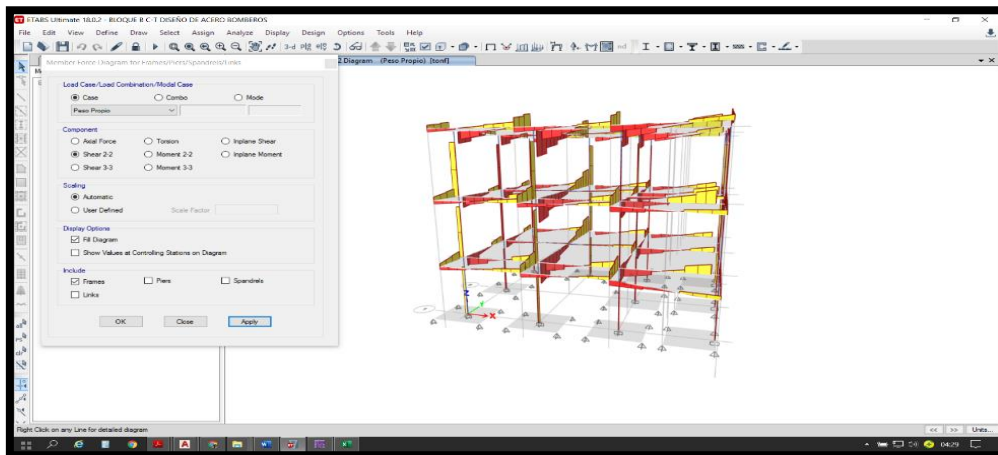 ETABS Ultimate 18.0.2 - BLOQUE B C-T DISEÑO DE ACERO BOMBEROS
File Edit View Define Draw Select Assign Analyze Display Design Options Tools Help
3-d
Member Force Diagram for Frames/Piers/Spandrels/Links
2 Diagram (Peso Propio) [tonf]
Load Case/Load Combination/Modal Case
Case Combo Mode
Peso Propio
Component
Axial Force Torsion Inplane Shear
Shear 2-2 Moment 2-2 Inplane Moment
Shear 3-3 Moment 3-3
Scaling
Automatic
User Defined Scale Factor
Display Options
Fill Diagram
Show Values at Controlling Stations on Diagram
Include
Frames Piers Spandrels
Links
OK Close Apply
Z
Y
X
Right Click on any Line for detailed diagram
<< >> Units...
04:29